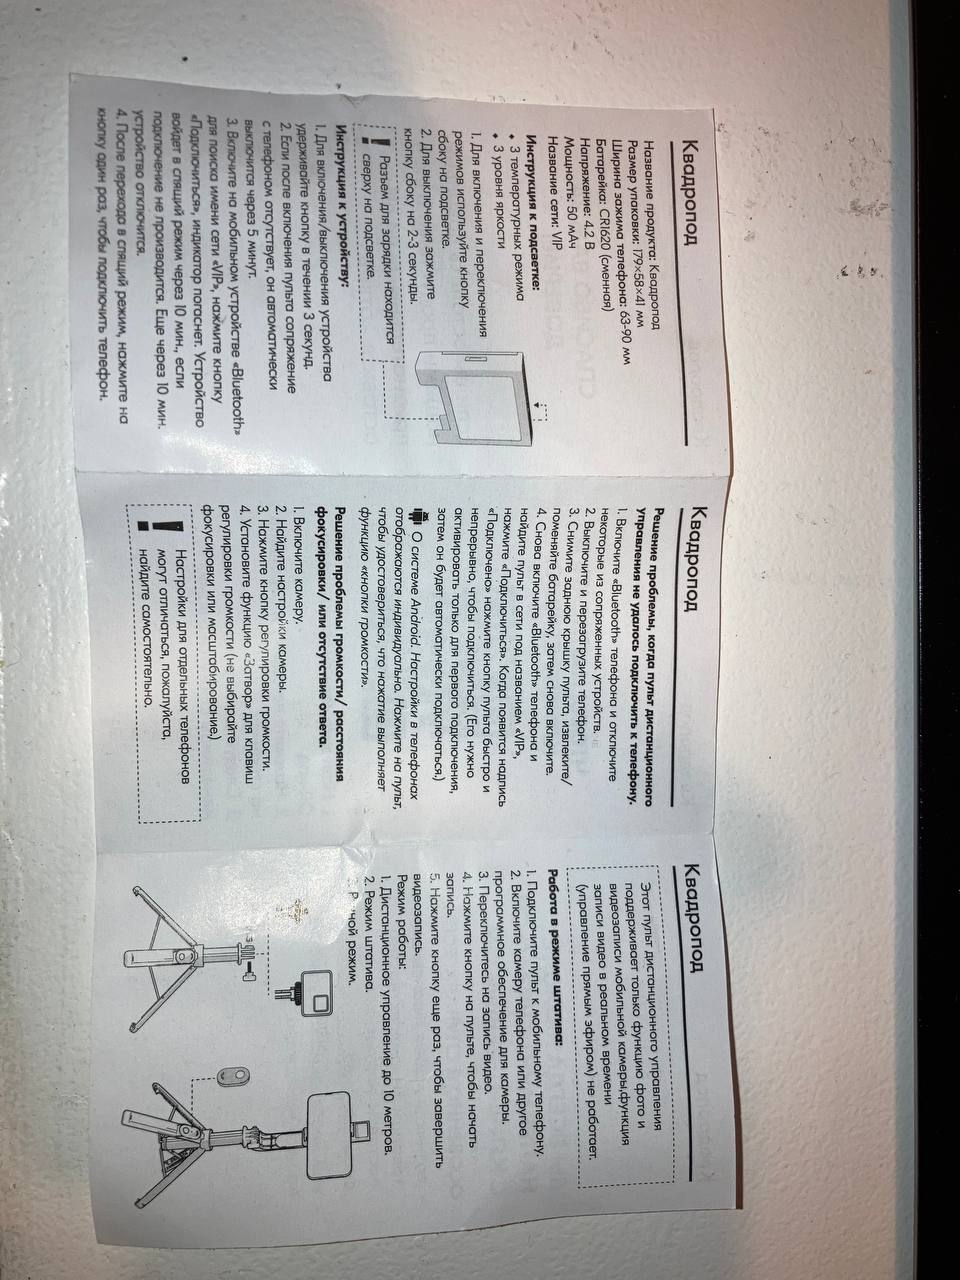 Квадропод
Название продукта: Квадропод
Размер упаковки: 179×58×41 мм
Ширина зажима телефона: 63-90 мм
Батарейка: CR1620 (сменная)
Напряжение: 4.2 В
Мощность: 50 мАч
Название сети: VIP
Инструкция к подсветке:
• 3 температурных режима
• 3 уровня яркости
1. Для включения и переключения
режимов используйте кнопку
сбоку на подсветке.
2. Для выключения зажмите
кнопку сбоку на 2-3 секунды.
! Разъем для зарядки находится
сверху на подсветке.
Инструкция к устройству:
1. Для включения/выключения устройства
удерживайте кнопку в течении 3 секунд.
2. Если после включения пульта сопряжение
с телефоном отсутствует, он автоматически
выключится через 5 минут.
3. Включите на мобильном устройстве «Bluetooth»
для поиска имени сети «VIP», нажмите кнопку
«Подключиться», индикатор погаснет. Устройство
войдет в спящий режим через 10 мин., если
подключение не производится. Еще через 10 мин.
устройство отключится.
4. После перехода в спящий режим, нажмите на
кнопку один раз, чтобы подключить телефон.
Квадропод
Решение проблемы, когда пульт дистанционного
управления не удалось подключить к телефону.
1. Включите «Bluetooth» телефона и отключите
некоторые из сопряженных устройств.
2. Выключите и перезагрузите телефон.
3. Снимите заднюю крышку пульта, извлеките/
поменяйте батарейку, затем снова включите.
4. Снова включите «Bluetooth» телефона и
найдите пульт в сети под названием «VIP»,
нажмите «Подключиться». Когда появится надпись
«Подключено» нажмите кнопку пульта быстро и
непрерывно, чтобы подключиться. (Его нужно
активировать только для первого подключения,
затем он будет автоматически подключаться.)
О системе Android. Настройки в телефонах
отображаются индивидуально. Нажмите на пульт,
чтобы удостовериться, что нажатие выполняет
функцию «кнопки громкости».
Решение проблемы громкости/ расстояния
фокусировки/ или отсутствие ответа.
1. Включите камеру.
2. Найдите настройки камеры.
3. Нажмите кнопку регулировки громкости.
4. Установите функцию «Затвор» для клавиш
регулировки громкости (не выбирайте
фокусировки или масштабирование.)
! Настройки для отдельных телефонов
могут отличаться, пожалуйста,
найдите самостоятельно.
Квадропод
Этот пульт дистанционного управления
поддерживает только функцию фото и
видеозаписи мобильной камеры,функция
записи видео в реальном времени
(управление прямым эфиром) не работает.
Работа в режиме штатива:
1. Подключите пульт к мобильному телефону.
2. Включите камеру телефона или другое
программное обеспечение для камеры.
3. Переключитесь на запись видео.
4. Нажмите кнопку на пульте, чтобы начать
запись.
5. Нажмите кнопку еще раз, чтобы завершить
видеозапись.
Режим работы:
1. Дистанционное управление до 10 метров.
2. Режим штатива.
режим.